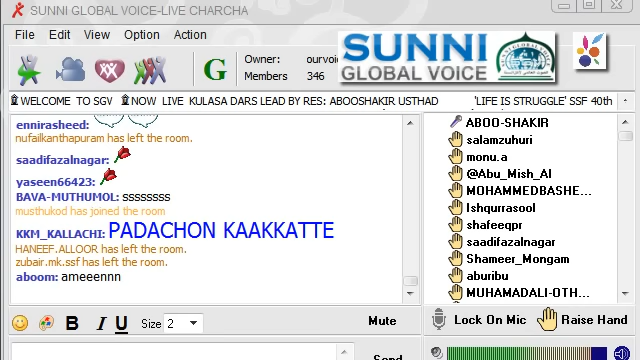 SUNNI GLOBAL VOICE-LIVE CHARCHA
File Edit View Option Action
Owner: ourvoi
Members 346
G
SUNNI
GLOBAL VOICE
WELCOME TO SGV NOW LIVE KULASA DARS LEAD BY RES: ABOOSHAKIR USTHAD 'LIFE IS STRUGGLE' SSF 40th
ennirasheed:
nufailkanthapuram has left the room.
saadifazalnagar:
yaseen66423:
BAVA-MUTHUMOL: ssssssss
musthukod has joined the room
KKM_KALLACHI: PADACHON KAAKKATTE
HANEEF.ALLOOR has left the room.
zubair.mk.ssf has left the room.
aboom: ameeennn
ABOO-SHAKIR
salamzuhuri
monu.a
@Abu_Mish_Al
MOHAMMEDBASHE...
Ishqurrasool
shafeeqpr
saadifazalnagar
Shameer_Mongam
aburibu
MUHAMADALI-OTH...
B I U Size 2 Mute
Lock On Mic Raise Hand
Send